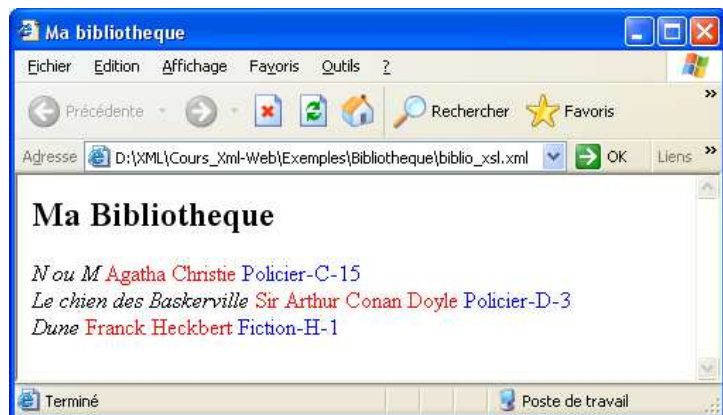 Ma bibliotheque
Fichier Edition Affichage Favoris Outils ?
Précédente Rechercher Favoris »
Adresse D:\XML\Cours_Xml-Web\Exemples\Bibliotheque\biblio_xsl.xml OK Liens »
Ma Bibliotheque
N ou M Agatha Christie Policier-C-15
Le chien des Baskerville Sir Arthur Conan Doyle Policier-D-3
Dune Franck Heckbert Fiction-H-1
Terminé Poste de travail